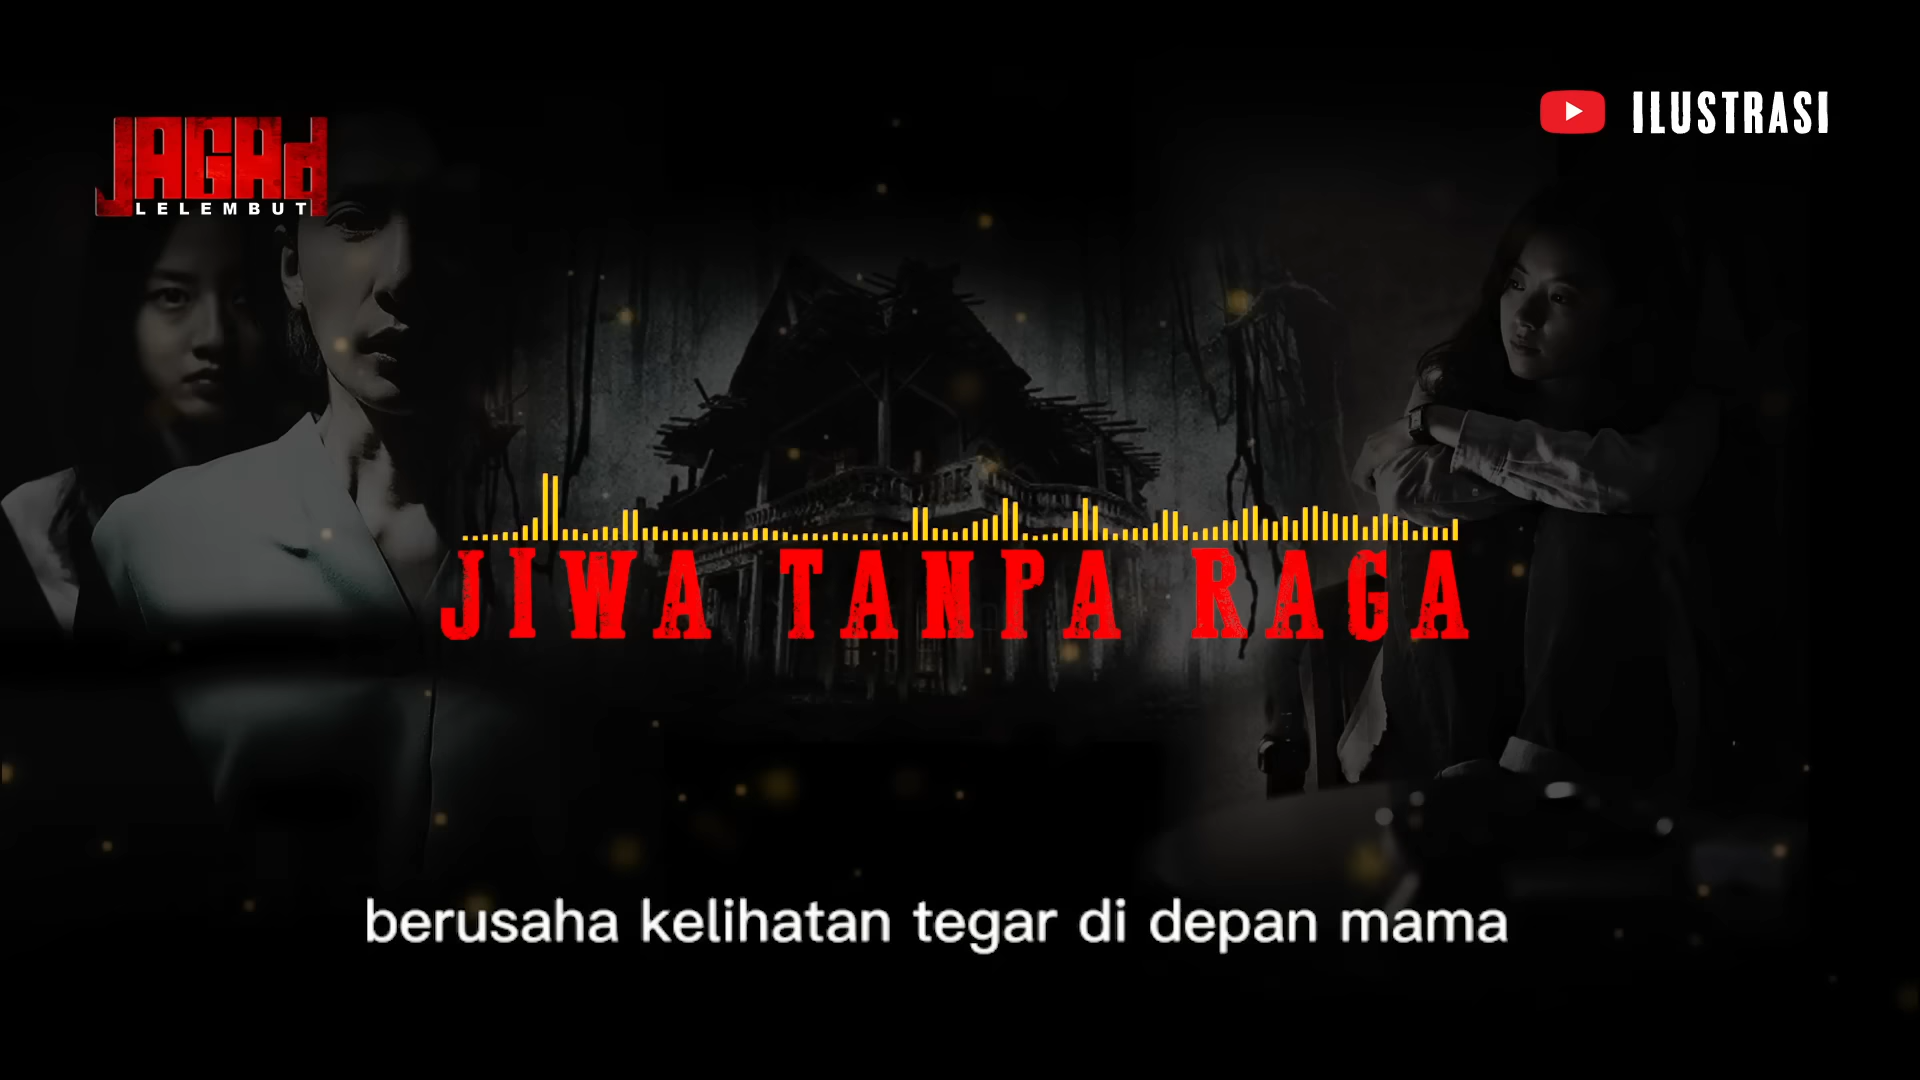 JAGAd
LELEMBUT
ILUSTRASI
JIWA TANPA RAGA
berusaha kelihatan tegar di depan mama